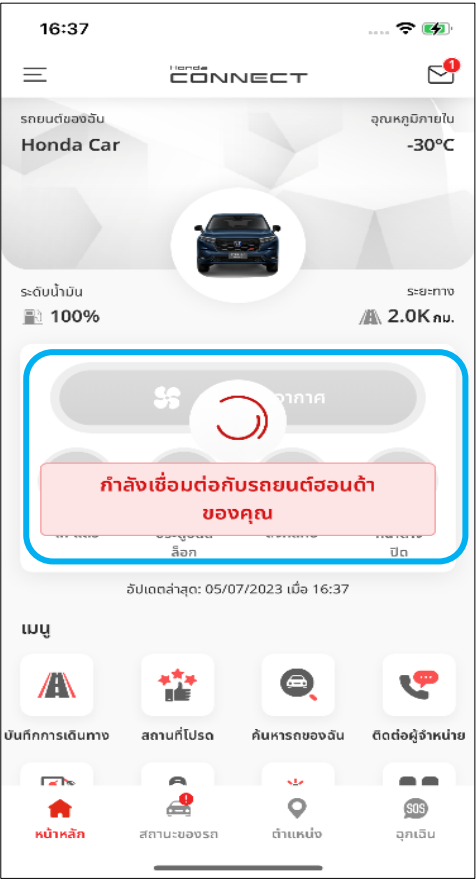 16:37
Honda
CONNECT
1
รถยนต์ของฉัน
อุณหภูมิภายใน
Honda Car
-30°C
ระดับน้ำมัน
ระยะทาง
100%
2.0K กม.
อากาศ
กำลังเชื่อมต่อกับรถยนต์ฮอนด้า
ของคุณ
ล็อก
ปิด
อัปเดตล่าสุด: 05/07/2023 เมื่อ 16:37
เมนู
บันทึกการเดินทาง
สถานที่โปรด
ค้นหารถของฉัน
ติดต่อผู้จำหน่าย
หน้าหลัก
สถานะของรถ
ตำแหน่ง
SOS
ฉุกเฉิน